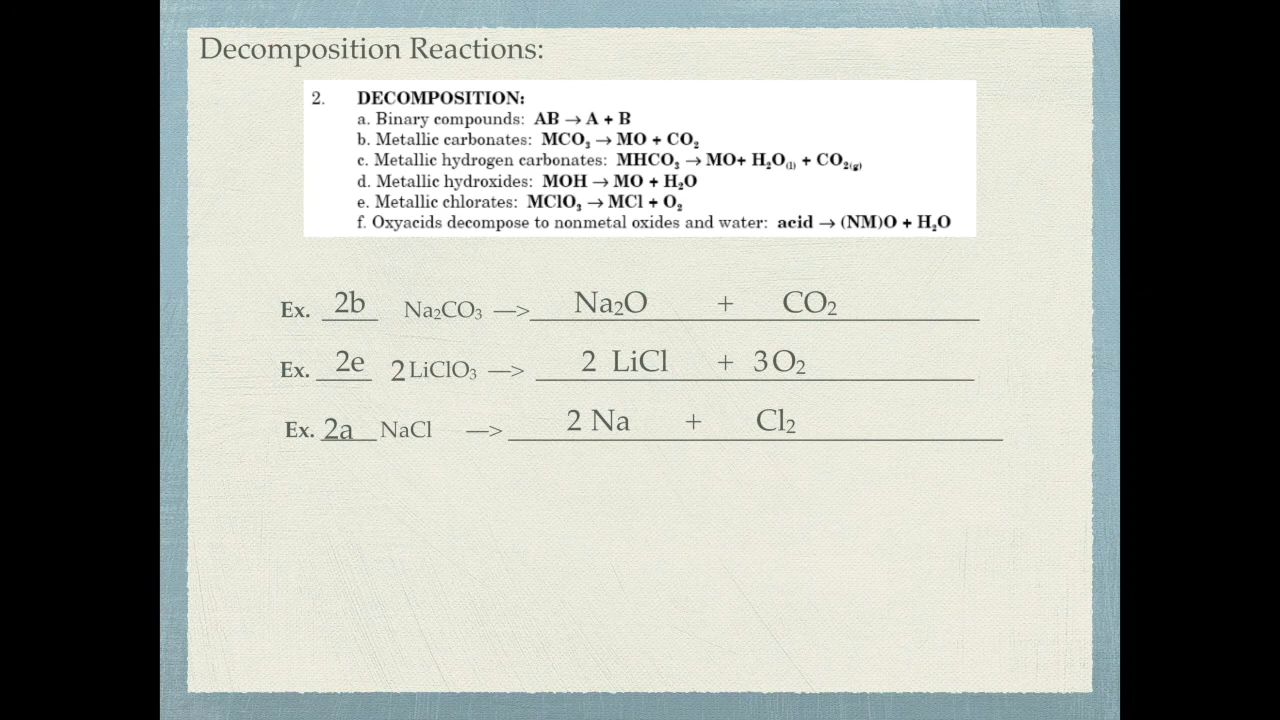 Decomposition Reactions:
2. DECOMPOSITION:
a. Binary compounds: AB → A + B
b. Metallic carbonates: MCO₃ → MO + CO₂
c. Metallic hydrogen carbonates: MHCO₃ → MO+ H₂O(l) + CO₂(g)
d. Metallic hydroxides: MOH → MO + H₂O
e. Metallic chlorates: MClO₃ → MCl + O₂
f. Oxyacids decompose to nonmetal oxides and water: acid → (NM)O + H₂O
Ex. 2b Na₂CO₃ —> Na₂O + CO₂
Ex. 2e 2 LiClO₃ —> 2 LiCl + 3 O₂
Ex. 2a NaCl —> 2 Na + Cl₂